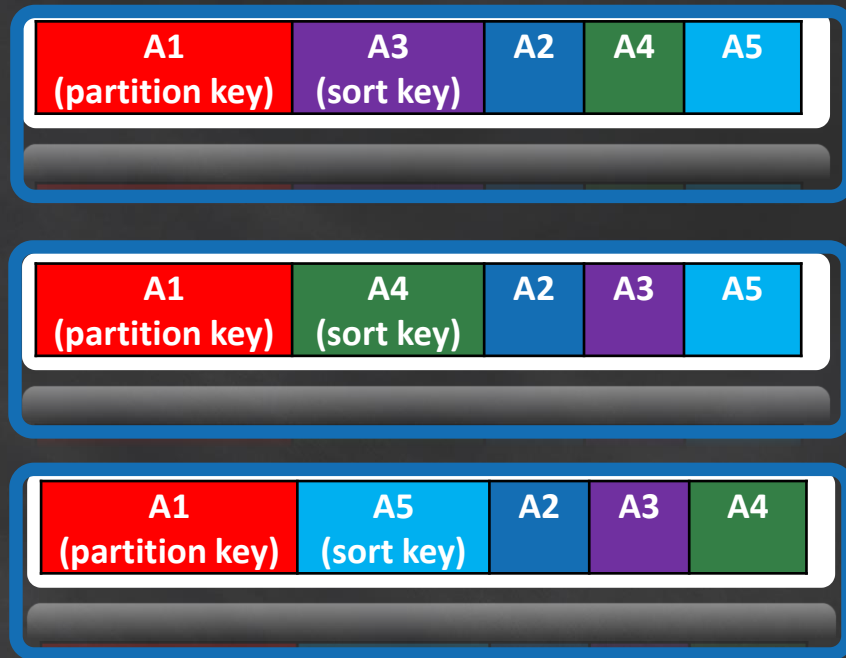 A1 A3 A2 A4 A5
(partition key) (sort key)
A1 A4 A2 A3 A5
(partition key) (sort key)
A1 A5 A2 A3 A4
(partition key) (sort key)